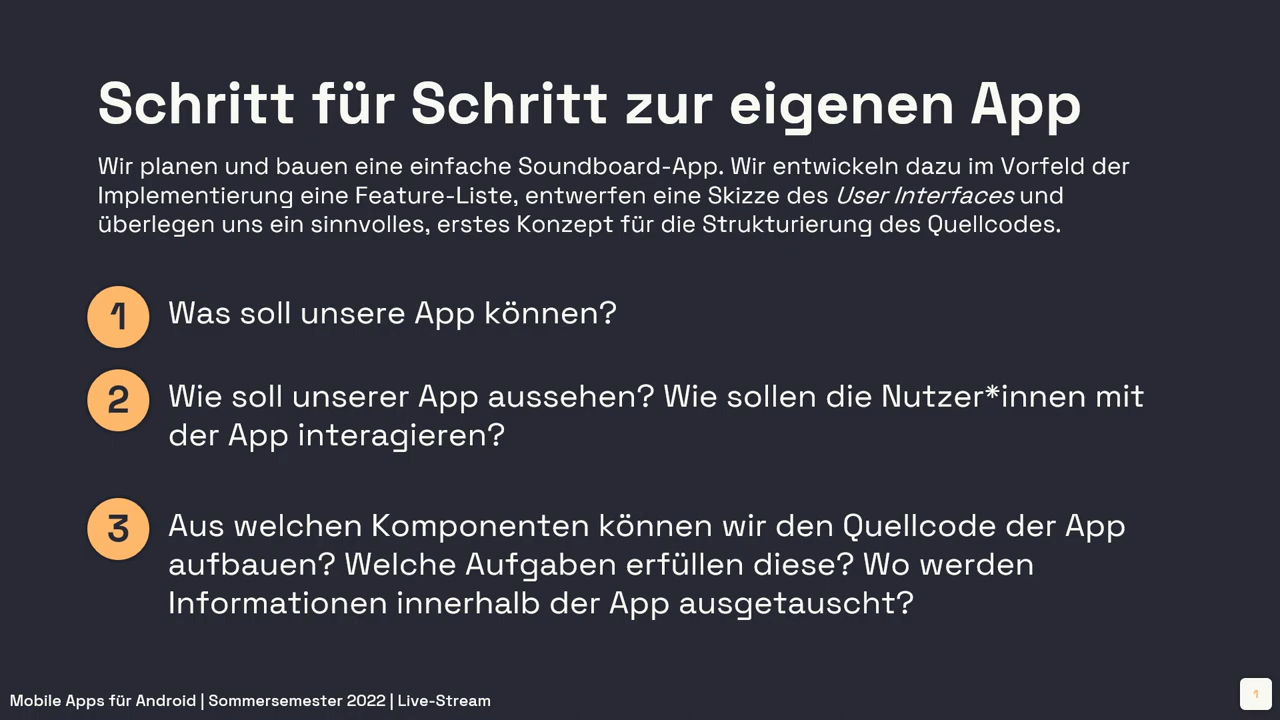 Schritt für Schritt zur eigenen App
Wir planen und bauen eine einfache Soundboard-App. Wir entwickeln dazu im Vorfeld der
Implementierung eine Feature-Liste, entwerfen eine Skizze des User Interfaces und
überlegen uns ein sinnvolles, erstes Konzept für die Strukturierung des Quellcodes.
1 Was soll unsere App können?
2 Wie soll unserer App aussehen? Wie sollen die Nutzer*innen mit
der App interagieren?
3 Aus welchen Komponenten können wir den Quellcode der App
aufbauen? Welche Aufgaben erfüllen diese? Wo werden
Informationen innerhalb der App ausgetauscht?
Mobile Apps für Android | Sommersemester 2022 | Live-Stream
1